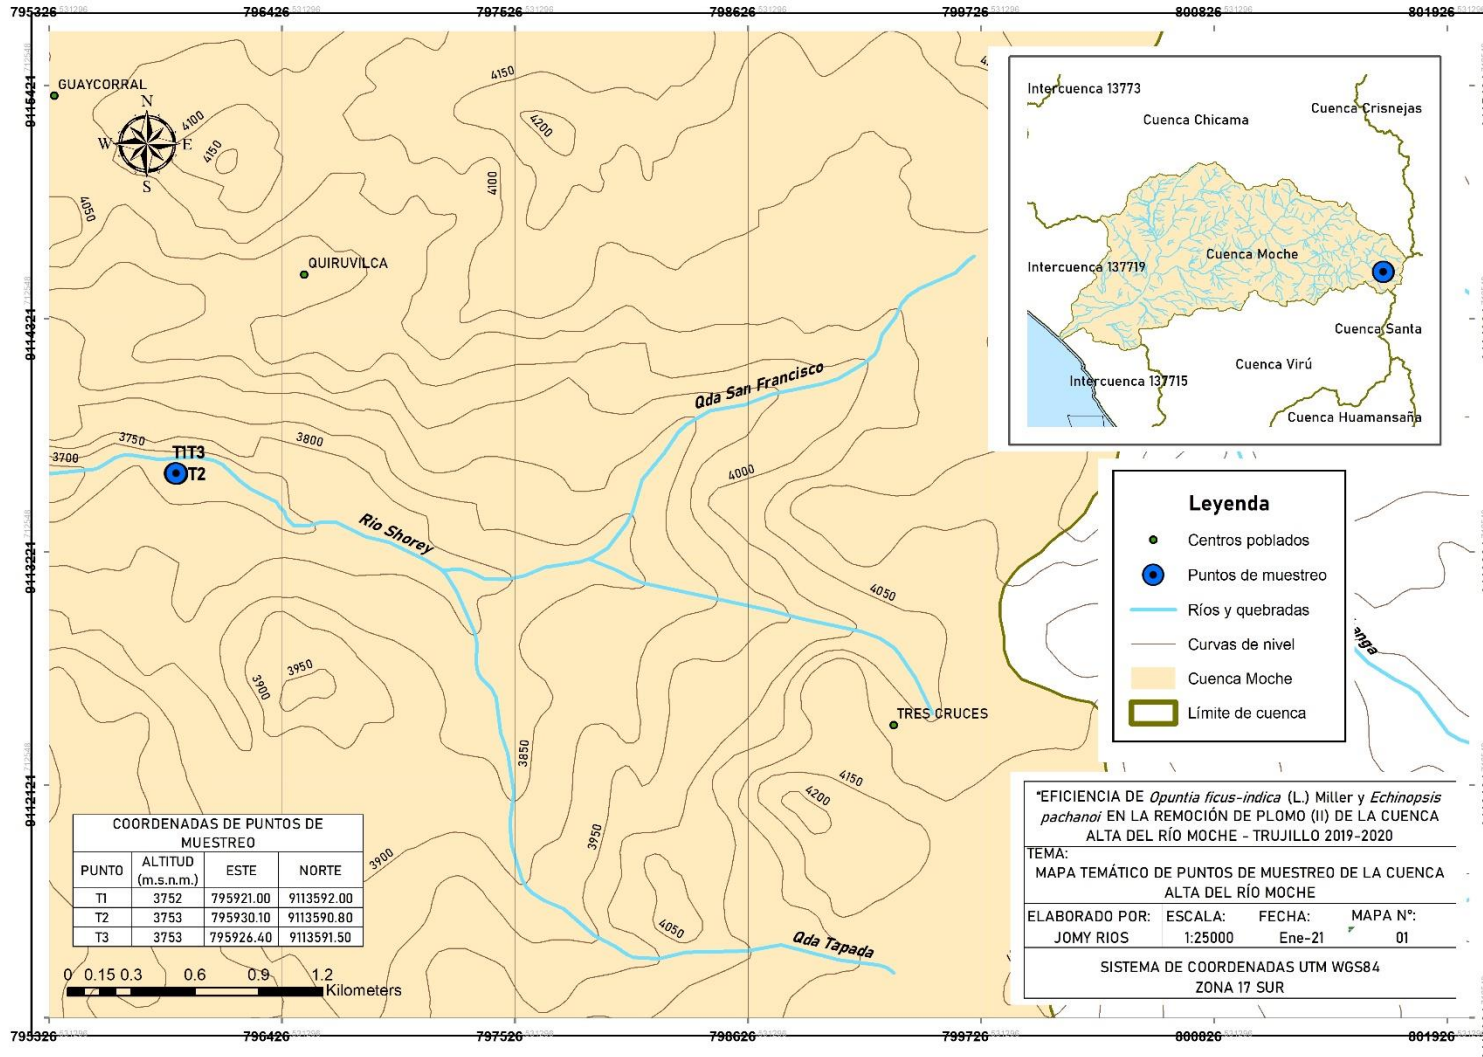 795326
796426
797526
798626
799726
800826
801926
9115421
9114321
9113221
9112121
GUAYCORRAL
N
W
E
S
4100
4150
4050
4150
4200
4100
QUIRUVILCA
Qda San Francisco
3750
3800
3700
T1T3
T2
Rio Shorey
4000
4050
3950
3900
TRES CRUCES
3850
4150
4200
3950
3900
4050
Qda Tapada
anga
Intercuenca 13773
Cuenca Crisnejas
Cuenca Chicama
Cuenca Moche
Intercuenca 137719
Cuenca Santa
Cuenca Virú
Intercuenca 137715
Cuenca Huamansaña
Leyenda
Centros poblados
Puntos de muestreo
Ríos y quebradas
Curvas de nivel
Cuenca Moche
Límite de cuenca
COORDENADAS DE PUNTOS DE
MUESTREO
PUNTO ALTITUD (m.s.n.m.) ESTE NORTE
T1 3752 795921.00 9113592.00
T2 3753 795930.10 9113590.80
T3 3753 795926.40 9113591.50
0 0.15 0.3 0.6 0.9 1.2
Kilometers
"EFICIENCIA DE Opuntia ficus-indica (L.) Miller y Echinopsis
pachanoi EN LA REMOCIÓN DE PLOMO (II) DE LA CUENCA
ALTA DEL RÍO MOCHE - TRUJILLO 2019-2020
TEMA:
MAPA TEMÁTICO DE PUNTOS DE MUESTREO DE LA CUENCA
ALTA DEL RÍO MOCHE
ELABORADO POR: ESCALA: FECHA: MAPA N°:
JOMY RIOS 1:25000 Ene-21 01
SISTEMA DE COORDENADAS UTM WGS84
ZONA 17 SUR
795326
796426
797526
798626
799726
800826
801926